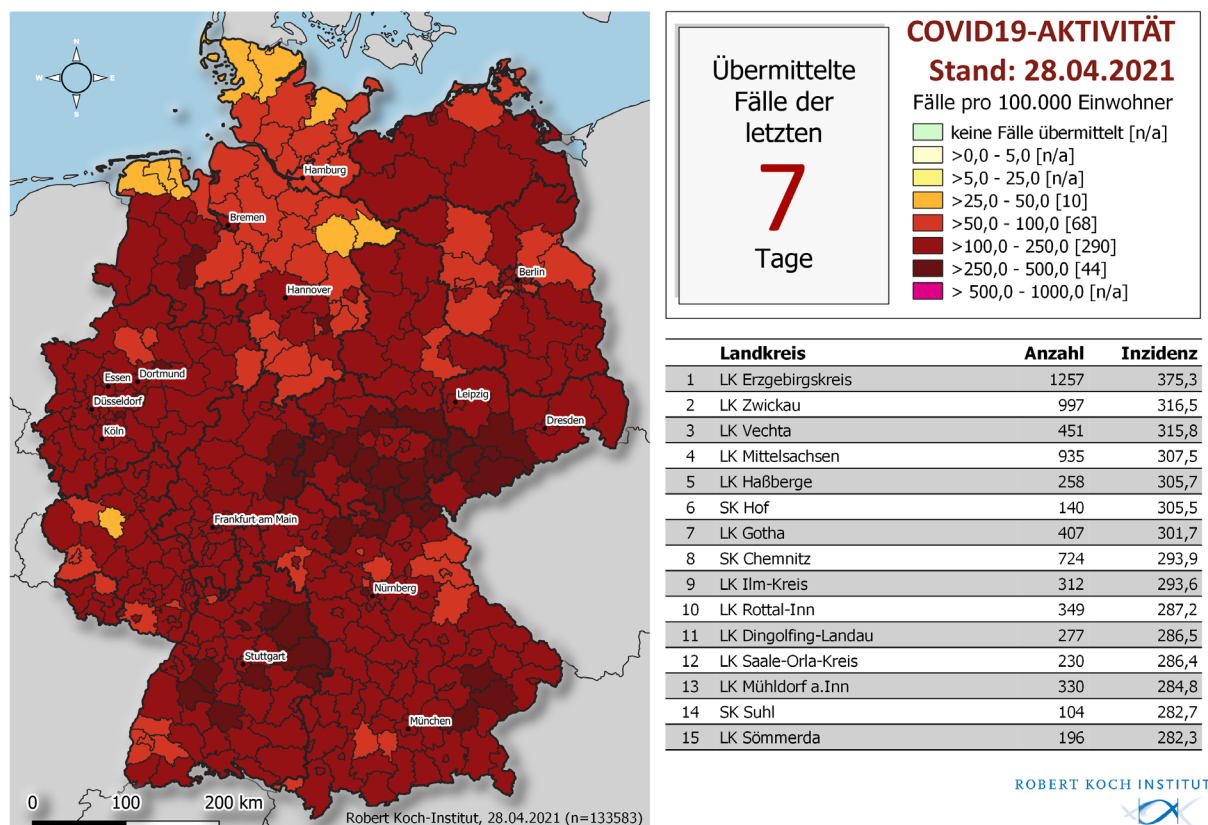 N
W E
S
Hamburg
Bremen
Berlin
Hannover
Essen
Dortmund
Düsseldorf
Leipzig
Dresden
Köln
Frankfurt am Main
Nürnberg
Stuttgart
München
0 100 200 km
Robert Koch-Institut, 28.04.2021 (n=133583)
Übermittelte
Fälle der
letzten
7
Tage
COVID19-AKTIVITÄT
Stand: 28.04.2021
Fälle pro 100.000 Einwohner
keine Fälle übermittelt [n/a]
>0,0 - 5,0 [n/a]
>5,0 - 25,0 [n/a]
>25,0 - 50,0 [10]
>50,0 - 100,0 [68]
>100,0 - 250,0 [290]
>250,0 - 500,0 [44]
> 500,0 - 1000,0 [n/a]
Landkreis Anzahl Inzidenz
1 LK Erzgebirgskreis 1257 375,3
2 LK Zwickau 997 316,5
3 LK Vechta 451 315,8
4 LK Mittelsachsen 935 307,5
5 LK Haßberge 258 305,7
6 SK Hof 140 305,5
7 LK Gotha 407 301,7
8 SK Chemnitz 724 293,9
9 LK Ilm-Kreis 312 293,6
10 LK Rottal-Inn 349 287,2
11 LK Dingolfing-Landau 277 286,5
12 LK Saale-Orla-Kreis 230 286,4
13 LK Mühldorf a.Inn 330 284,8
14 SK Suhl 104 282,7
15 LK Sömmerda 196 282,3
ROBERT KOCH INSTITUT